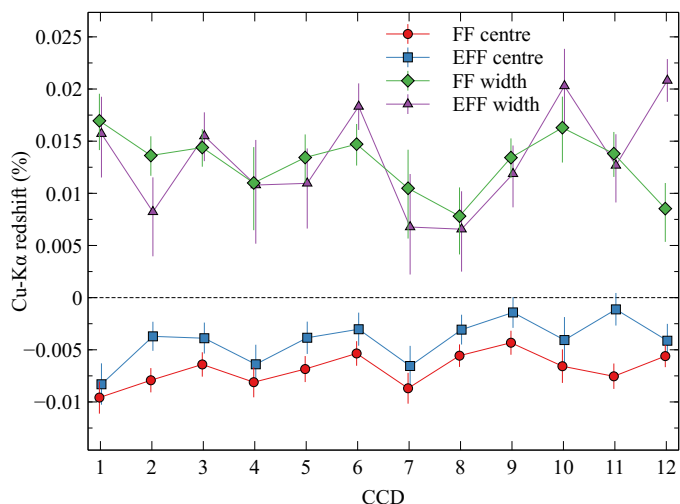 0.025
0.02
0.015
0.01
0.005
0
−0.005
−0.01
Cu-Kα redshift (%)
FF centre
EFF centre
FF width
EFF width
1 2 3 4 5 6 7 8 9 10 11 12
CCD